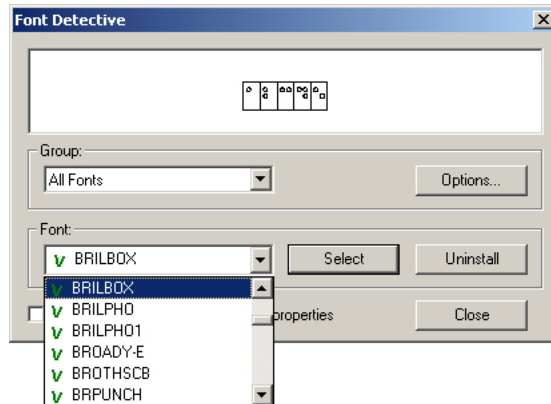 Font Detective
Group:
All Fonts
Options...
Font:
BRILBOX
Select
Uninstall
BRILBOX
BRILPHO
properties
Close
BRILPHO1
BROADY-E
BROTHSCB
BRPUNCH